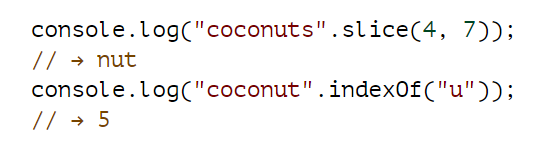 console.log("coconuts".slice(4, 7));
// → nut
console.log("coconut".indexOf("u"));
// → 5